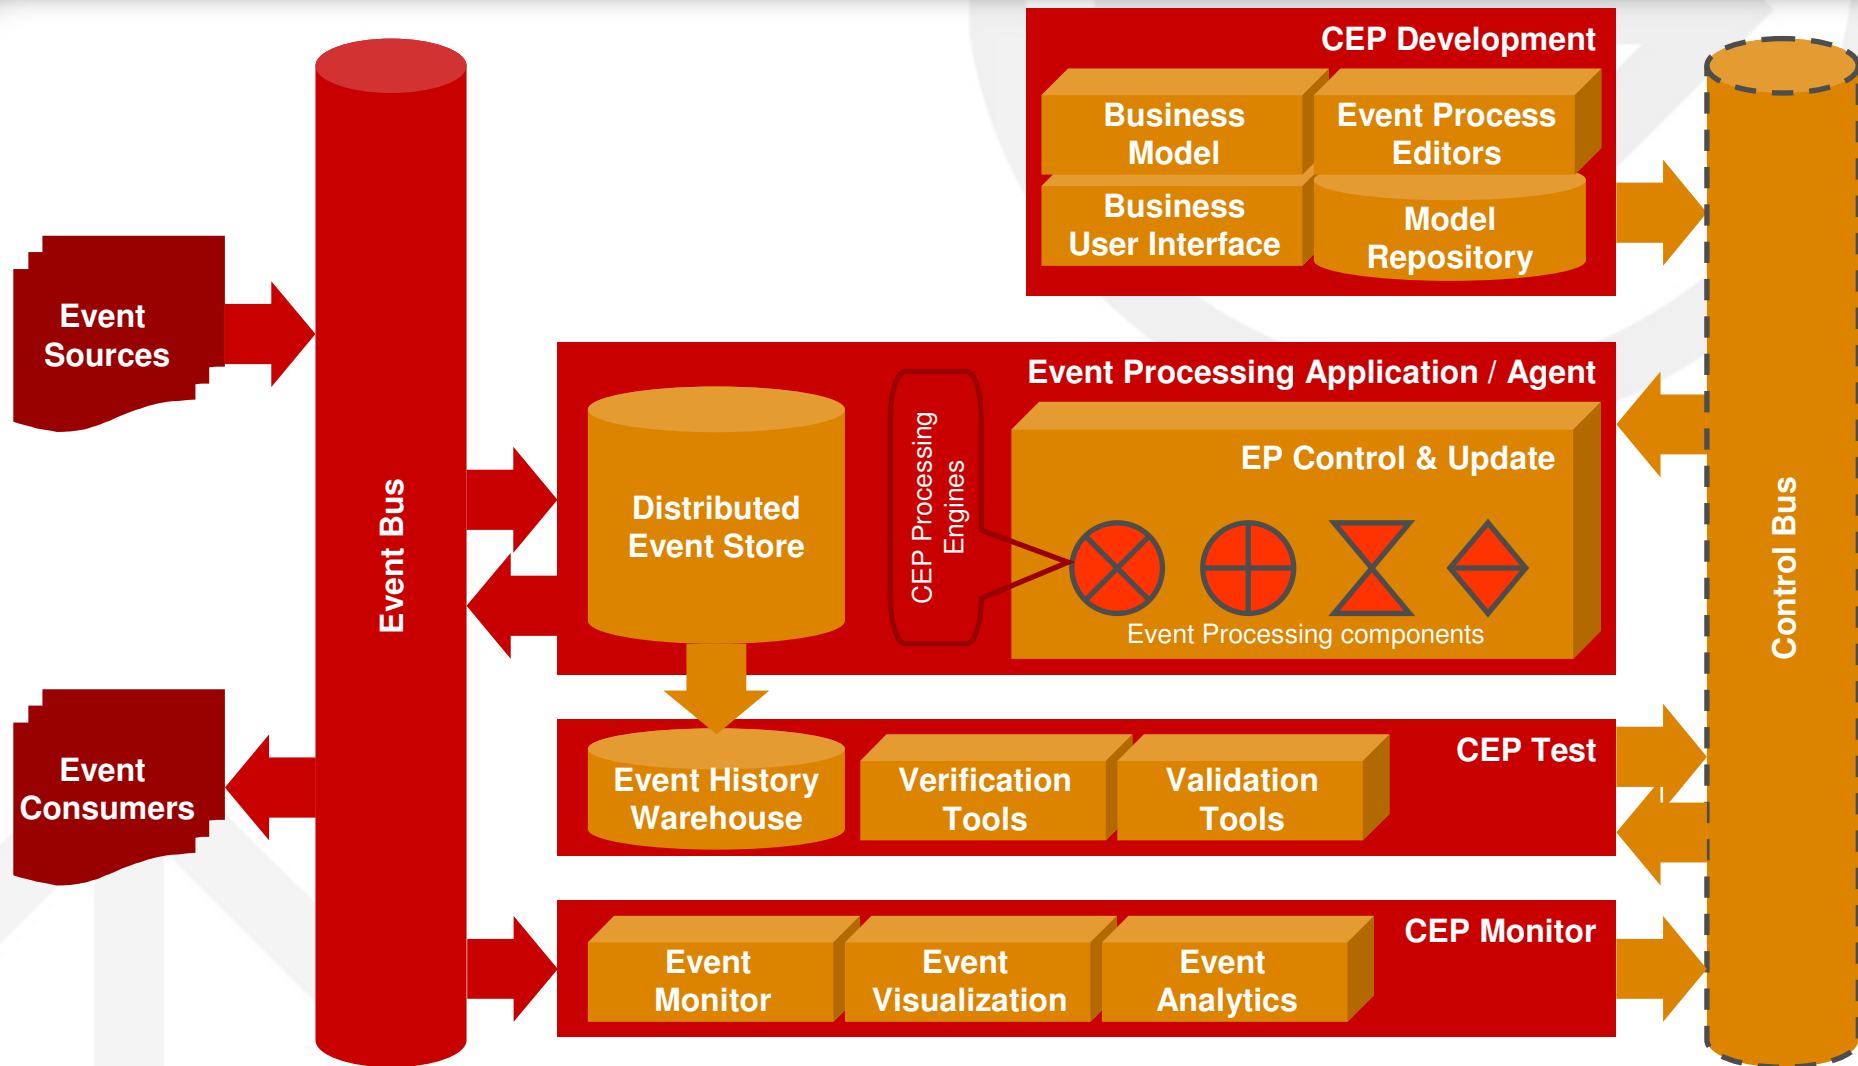 CEP Development
Business
Model
Event Process
Editors
Business
User Interface
Model
Repository
Event
Sources
Event Bus
Event Processing Application / Agent
Distributed
Event Store
CEP Processing
Engines
EP Control & Update
Event Processing components
Control Bus
Event
Consumers
CEP Test
Event History
Warehouse
Verification
Tools
Validation
Tools
CEP Monitor
Event
Monitor
Event
Visualization
Event
Analytics